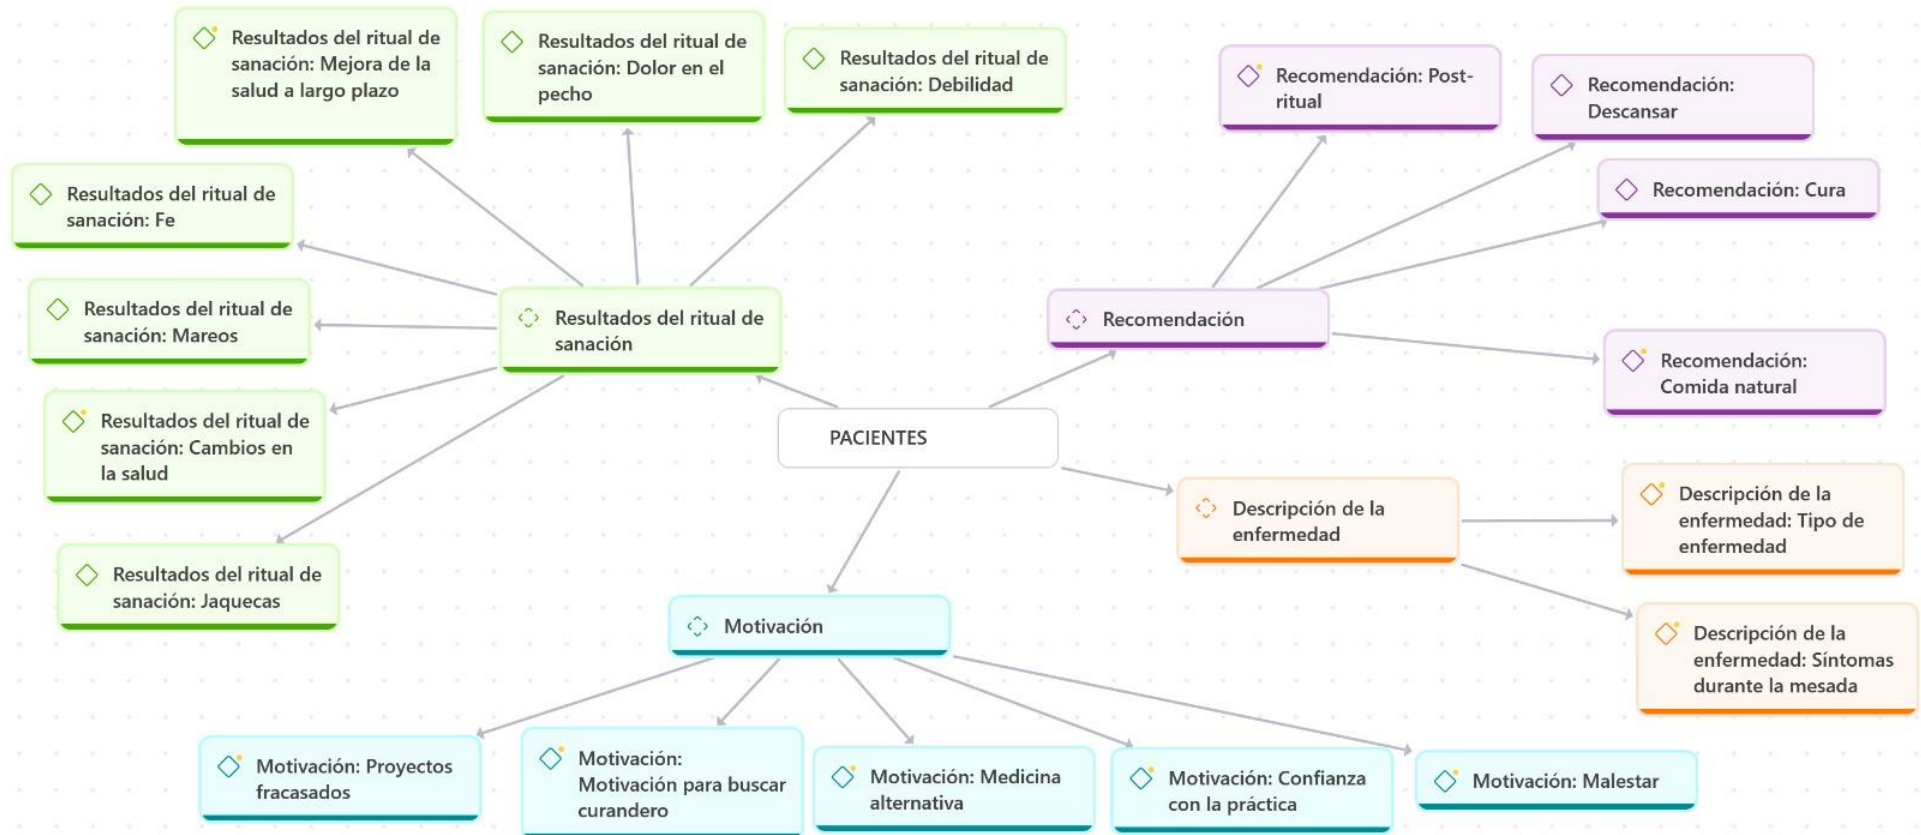 Resultados del ritual de
sanación: Mejora de la
salud a largo plazo
Resultados del ritual de
sanación: Dolor en el
pecho
Resultados del ritual de
sanación: Debilidad
Recomendación: Post-
ritual
Recomendación:
Descansar
Resultados del ritual de
sanación: Fe
Recomendación: Cura
Resultados del ritual de
sanación: Mareos
Resultados del ritual de
sanación
Recomendación
Recomendación:
Comida natural
Resultados del ritual de
sanación: Cambios en
la salud
PACIENTES
Descripción de la
enfermedad
Descripción de la
enfermedad: Tipo de
enfermedad
Resultados del ritual de
sanación: Jaquecas
Motivación
Descripción de la
enfermedad: Síntomas
durante la mesada
Motivación: Proyectos
fracasados
Motivación:
Motivación para buscar
curandero
Motivación: Medicina
alternativa
Motivación: Confianza
con la práctica
Motivación: Malestar